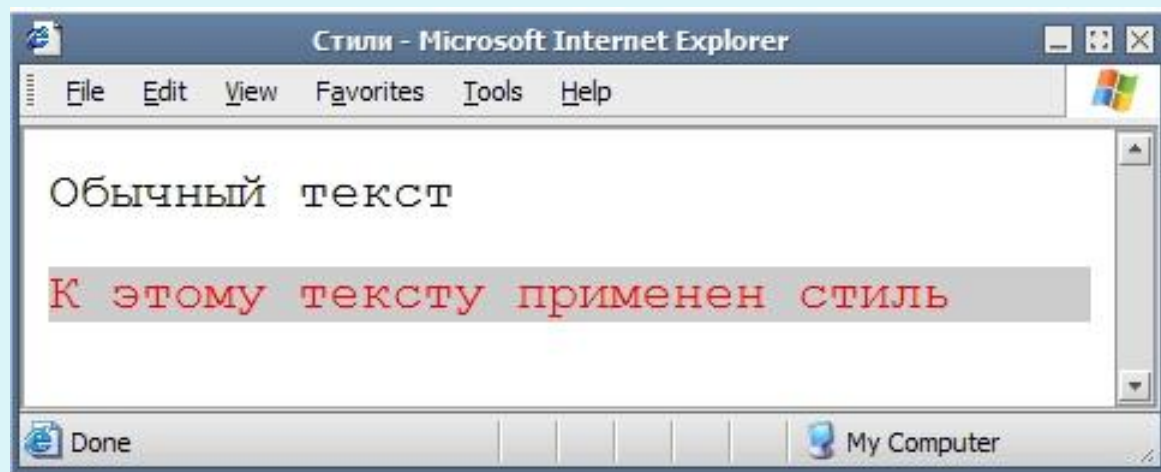 Стили - Microsoft Internet Explorer
File Edit View Favorites Tools Help
Обычный текст
К этому тексту применен стиль
Done My Computer